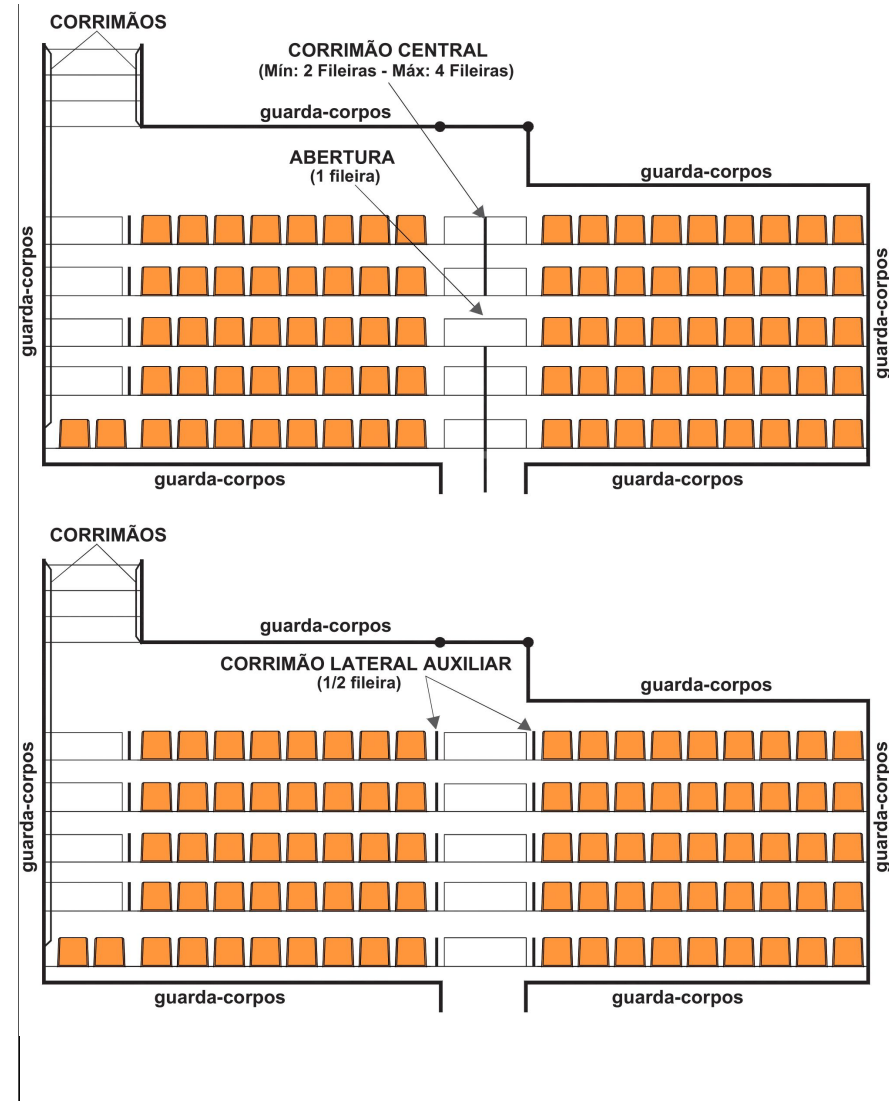 CORRIMÃOS
CORRIMÃO CENTRAL
(Mín: 2 Fileiras - Máx: 4 Fileiras)
guarda-corpos
ABERTURA
(1 fileira)
guarda-corpos
guarda-corpos
guarda-corpos
guarda-corpos
guarda-corpos
CORRIMÃOS
guarda-corpos
CORRIMÃO LATERAL AUXILIAR
(1/2 fileira)
guarda-corpos
guarda-corpos
guarda-corpos
guarda-corpos
guarda-corpos